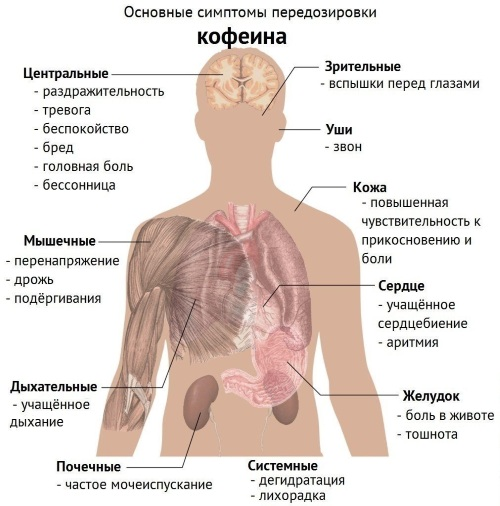 Основные симптомы передозировки
кофеина
Центральные
- раздражительность
- тревога
- беспокойство
- бред
- головная боль
- бессонница
Зрительные
- вспышки перед глазами
Уши
- звон
Кожа
- повышенная
чувствительность к
прикосновению и
боли
Мышечные
- перенапряжение
- дрожь
- подёргивания
Сердце
- учащённое
сердцебиение
- аритмия
Дыхательные
- учащённое
дыхание
Желудок
- боль в животе
- тошнота
Почечные
- частое мочеиспускание
Системные
- дегидратация
- лихорадка